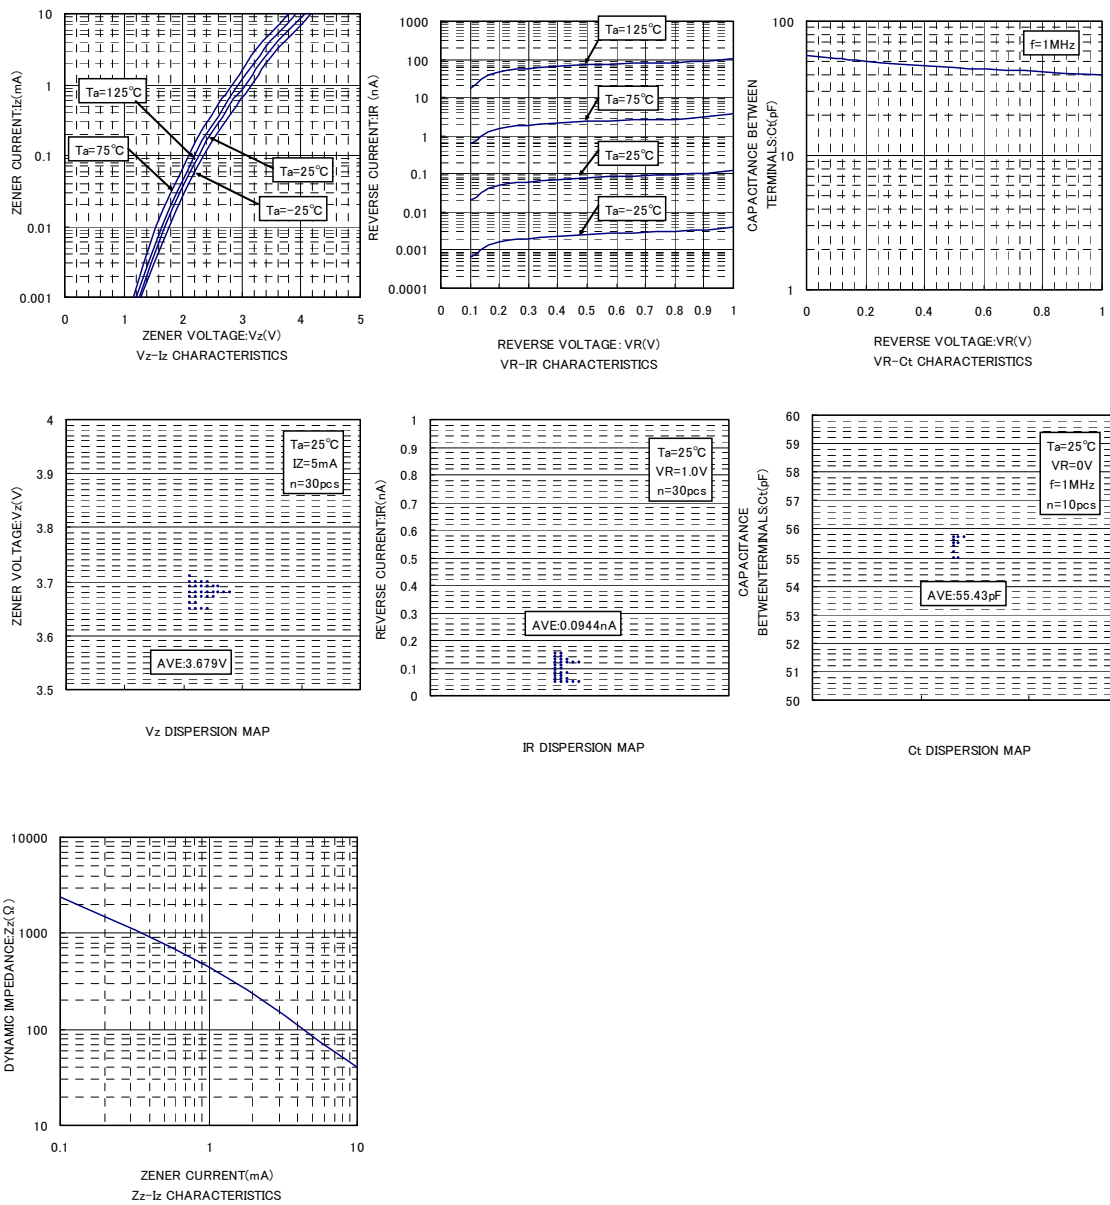 ZENER CURRENT:Iz(mA)
10
1
0.1
0.01
0.001
Ta=125°C
Ta=75°C
Ta=25°C
Ta=-25°C
0 1 2 3 4 5
ZENER VOLTAGE:Vz(V)
Vz-Iz CHARACTERISTICS
REVERSE CURRENT:IR (nA)
1000
100
10
1
0.1
0.01
0.001
0.0001
Ta=125°C
Ta=75°C
Ta=25°C
Ta=-25°C
0 0.1 0.2 0.3 0.4 0.5 0.6 0.7 0.8 0.9 1
REVERSE VOLTAGE: VR(V)
VR-IR CHARACTERISTICS
CAPACITANCE BETWEEN
TERMINALS:Ct(pF)
100
10
1
f=1MHz
0 0.2 0.4 0.6 0.8 1
REVERSE VOLTAGE:VR(V)
VR-Ct CHARACTERISTICS
ZENER VOLTAGE:Vz(V)
4
3.9
3.8
3.7
3.6
3.5
Ta=25°C
IZ=5mA
n=30pcs
AVE:3.679V
Vz DISPERSION MAP
REVERSE CURRENT:IR(nA)
1
0.9
0.8
0.7
0.6
0.5
0.4
0.3
0.2
0.1
0
Ta=25°C
VR=1.0V
n=30pcs
AVE:0.0944nA
IR DISPERSION MAP
CAPACITANCE
BETWEENTERMINALS:Ct(pF)
60
59
58
57
56
55
54
53
52
51
50
Ta=25°C
VR=0V
f=1MHz
n=10pcs
AVE:55.43pF
Ct DISPERSION MAP
DYNAMIC IMPEDANCE:Zz(Ω)
10000
1000
100
10
0.1 1 10
ZENER CURRENT(mA)
Zz-Iz CHARACTERISTICS